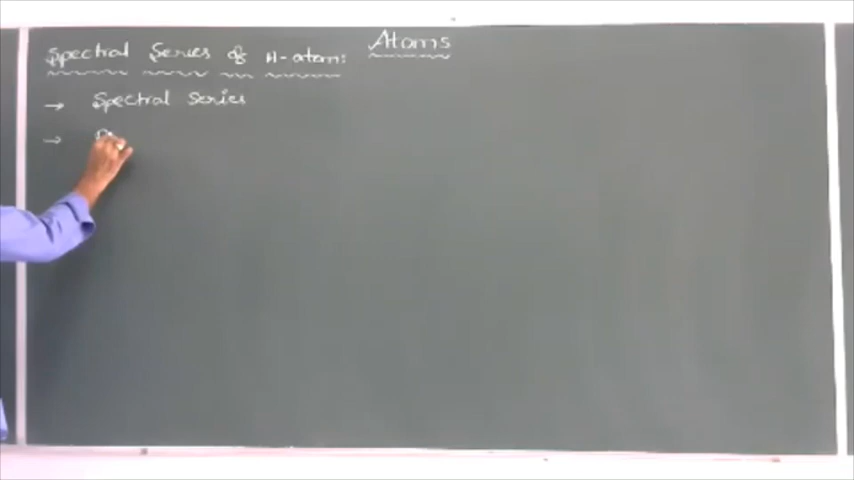 Atoms
Spectral Series of H-atom:
→ Spectral Series
→